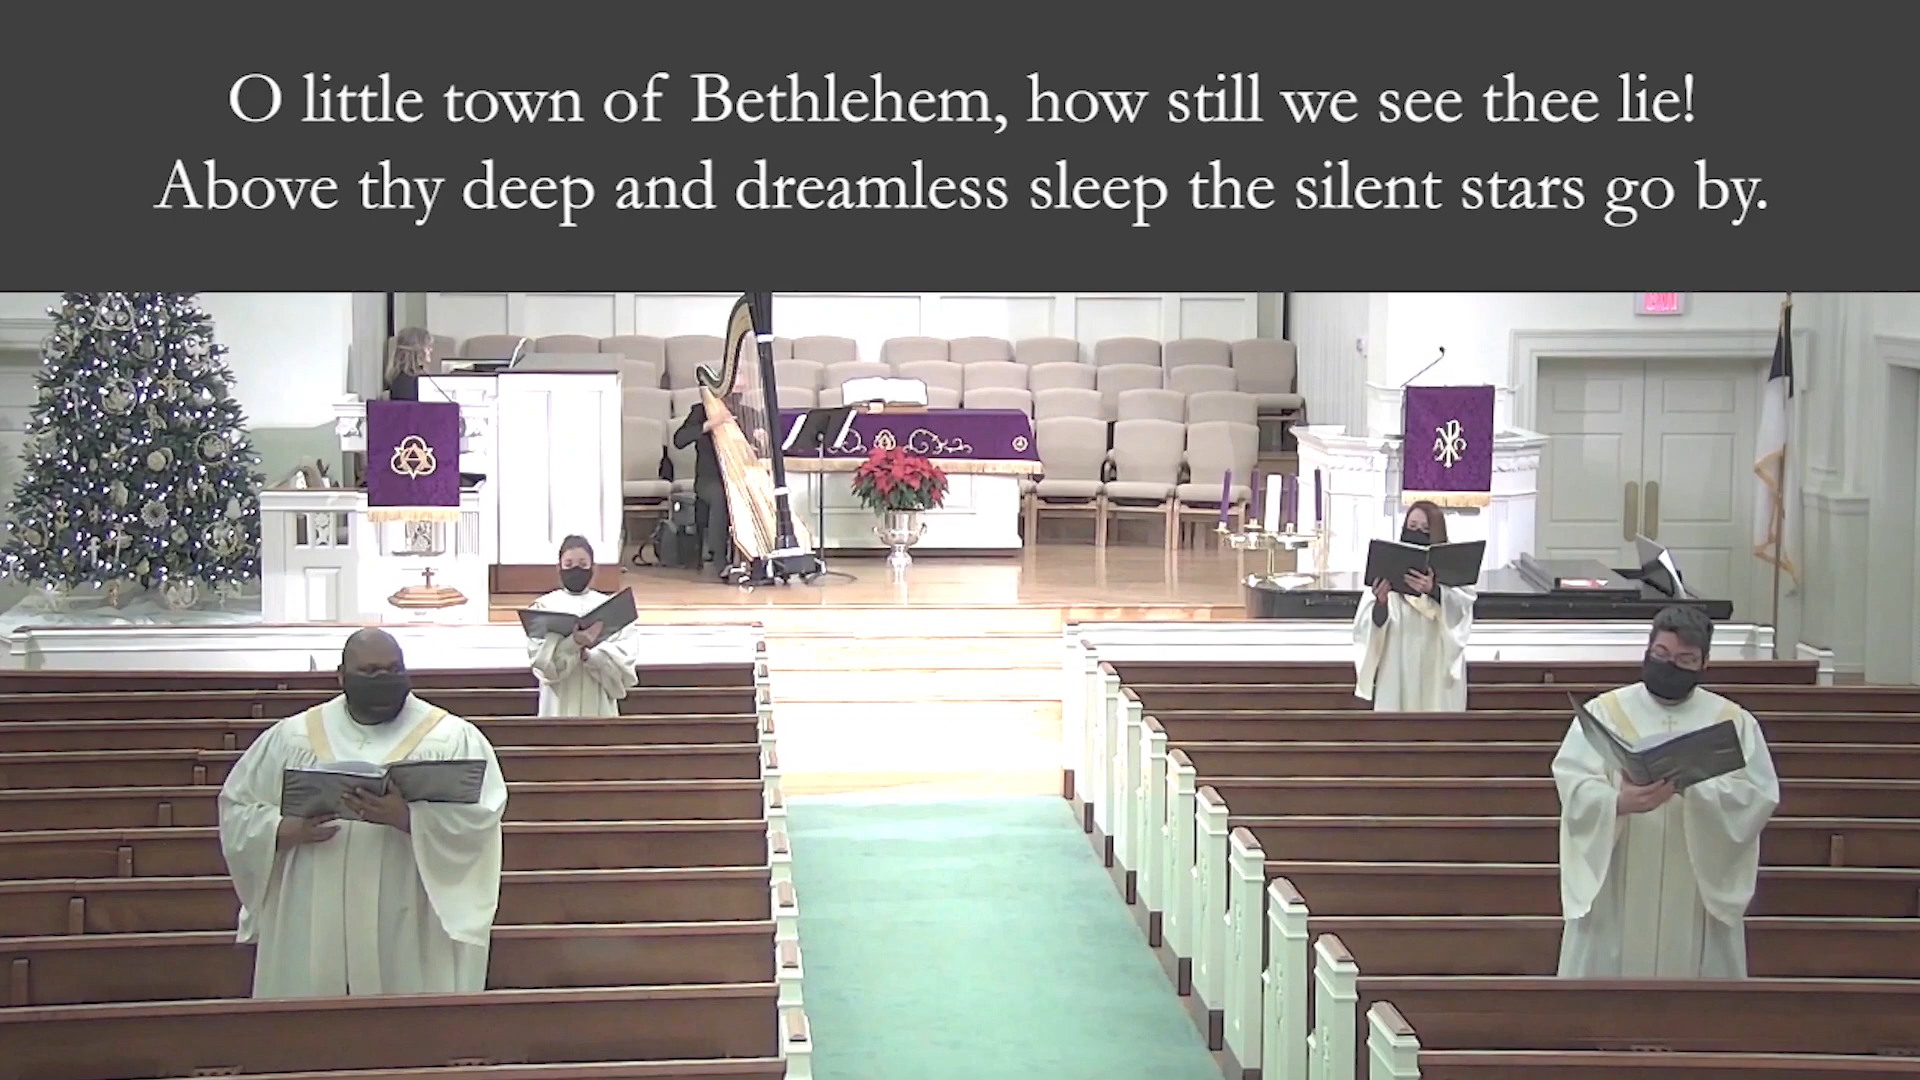 O little town of Bethlehem, how still we see thee lie!
Above thy deep and dreamless sleep the silent stars go by.